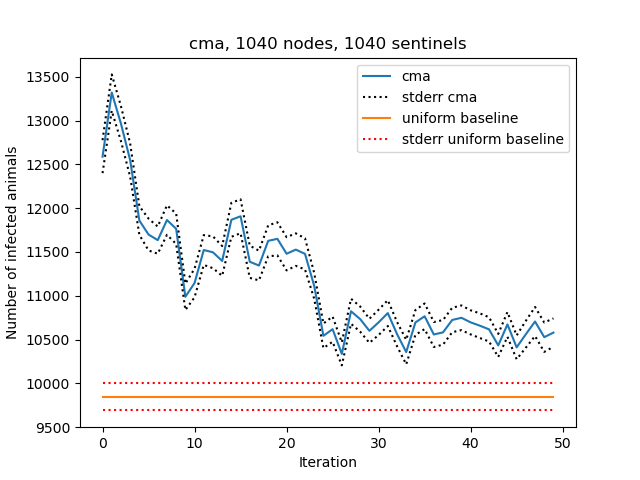 cma, 1040 nodes, 1040 sentinels
Number of infected animals
13500
13000
12500
12000
11500
11000
10500
10000
9500
cma
stderr cma
uniform baseline
stderr uniform baseline
0
10
20
30
40
50
Iteration